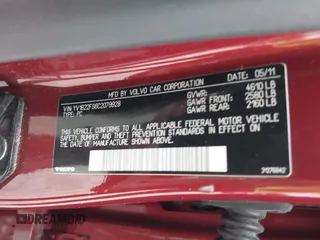 MFD BY VOLVO CAR CORPORATION
DATE: 05/11
VIN
TYPE: PC
GVWR: 4610 LB
GAWR FRT: 2580 LB
GAWR REAR: 2160 LB
THIS VEHICLE CONFORMS TO ALL APPLICABLE FEDERAL MOTOR VEHICLE
SAFETY, BUMPER AND THEFT PREVENTION STANDARDS IN EFFECT ON
THE DATE OF MANUFACTURE SHOWN ABOVE.
VOLVO
DREAMBID